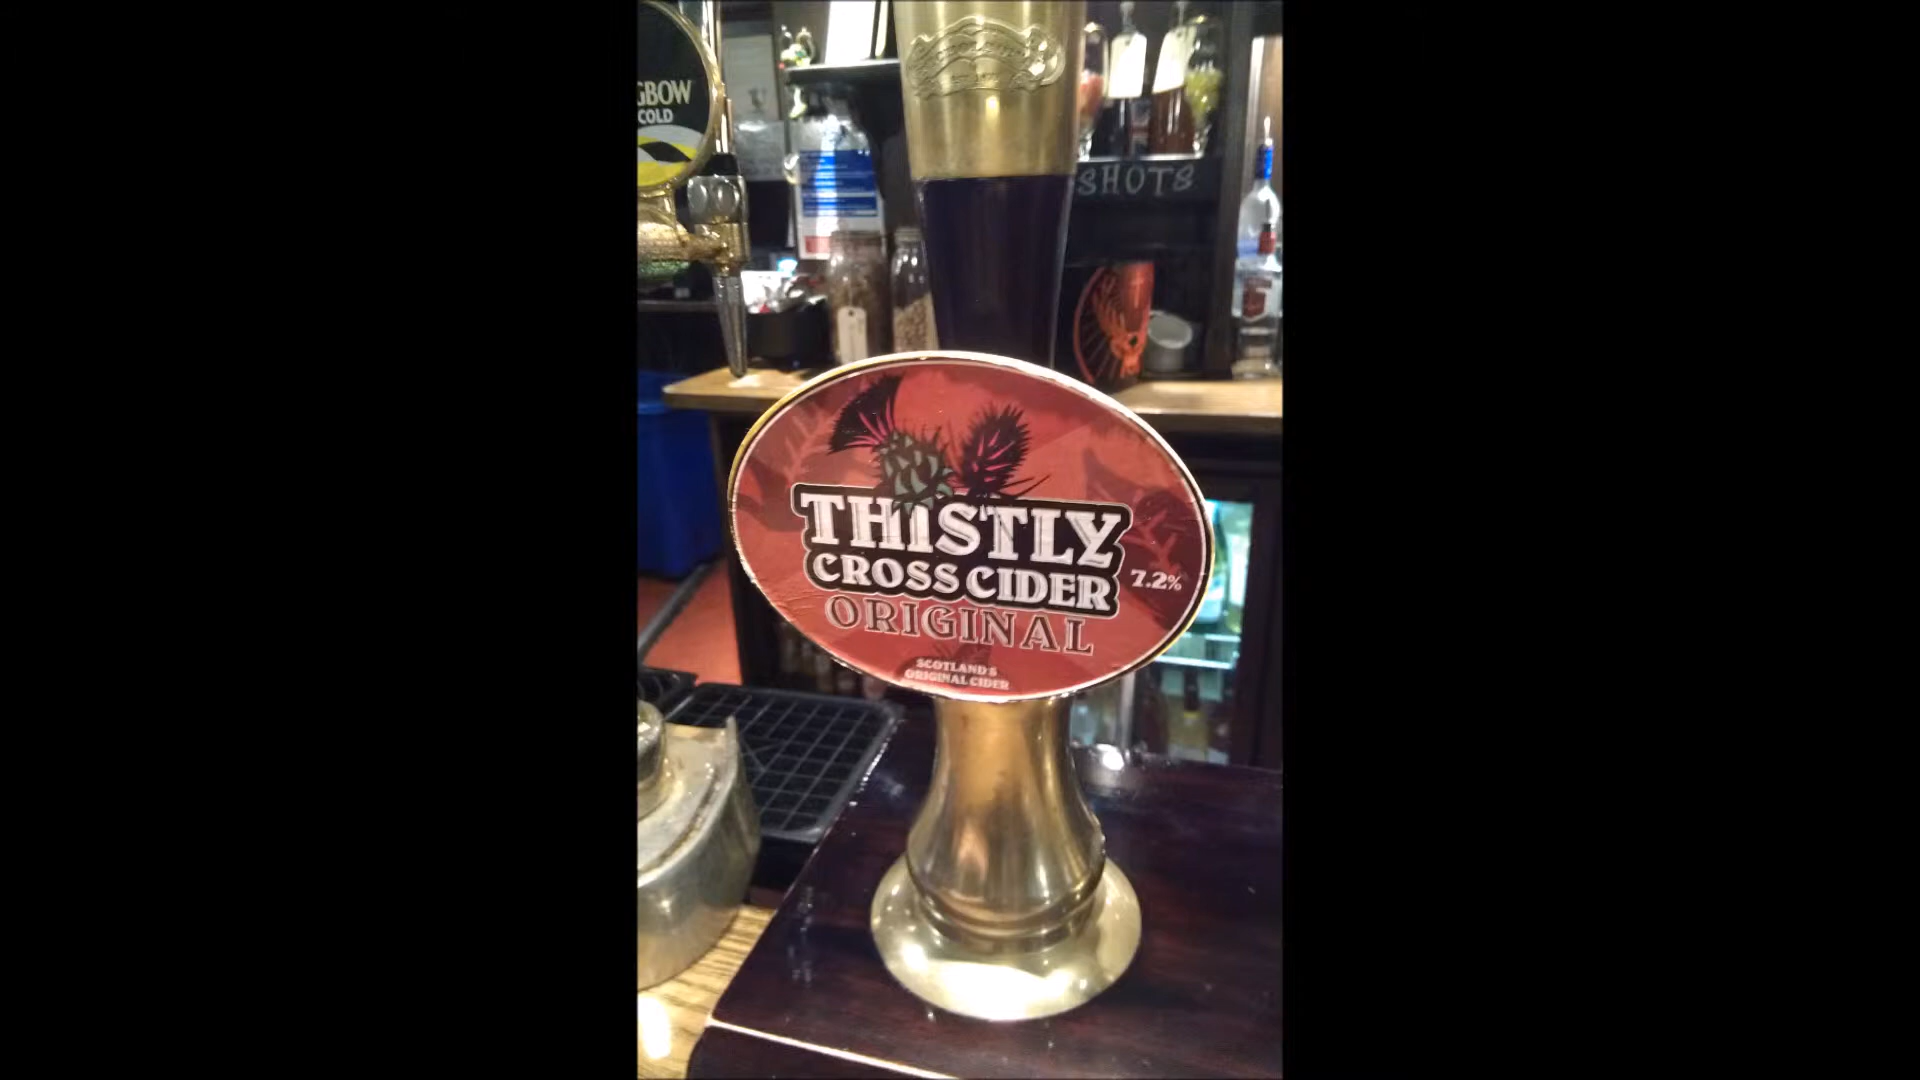 GBOW
COLD
SHOTS
THISTLY
CROSS CIDER
7.2%
ORIGINAL
SCOTLAND'S
ORIGINAL CIDER